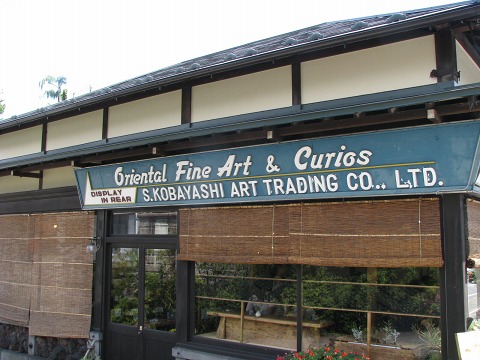 Oriental Fine Art & Curios
DISPLAY
IN REAR
S.KOBAYASHI ART TRADING CO., LTD.